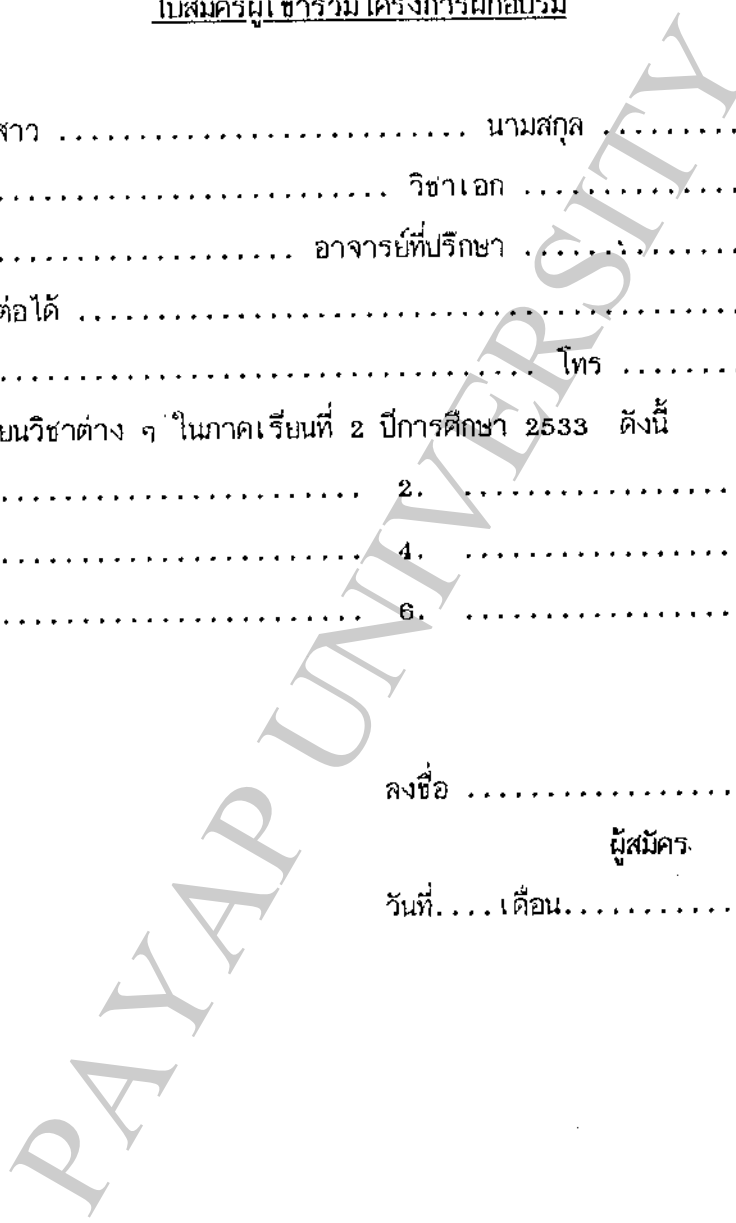 ใบสมัครผู้เข้าร่วมโครงการฝึกอบรม
สาว .......................... นามสกุล .........
......................... วิชาเอก ..............
................... อาจารย์ที่ปรึกษา ..............
ต่อได้ ..........................................
.................................. โทร ........
ยนวิชาต่าง ๆ ในภาคเรียนที่ 2 ปีการศึกษา 2533 ดังนี้
....................... 2. .................
....................... 4. .................
....................... 6. .................
ลงชื่อ .................
ผู้สมัคร
วันที่....เดือน...........
PAYAP UNIVERSITY